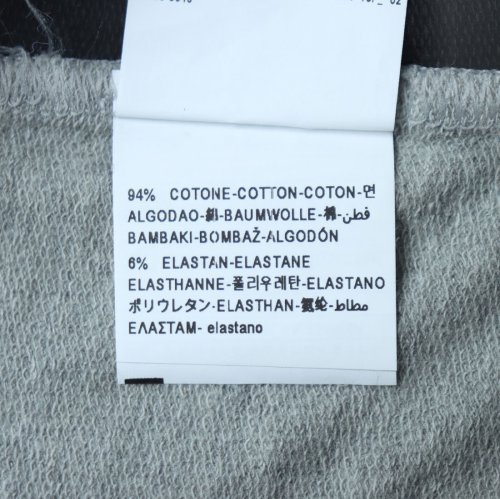 94% COTONE-COTTON-COTON-면
ALGODAO-綿-BAUMWOLLE-棉-قطن
BAMBAKI-BOMBAŽ-ALGODÓN
6% ELASTAN-ELASTANE
ELASTHANNE-폴리우레탄-ELASTANO
ポリウレタン-ELASTHAN-氨纶-مطاط
ΕΛΑΣΤΑΜ- elastano